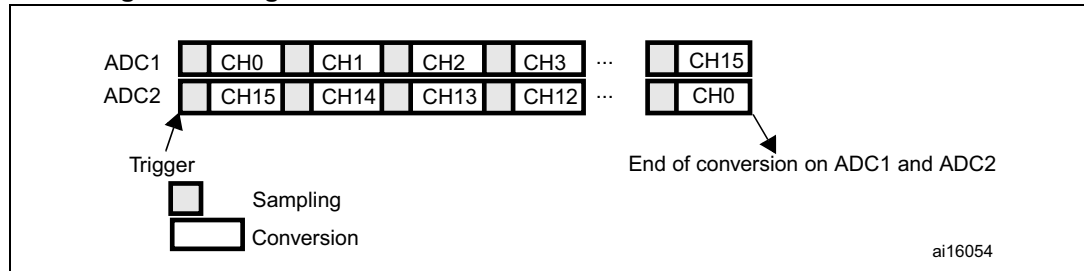 ADC1 CH0 CH1 CH2 CH3 ... CH15
ADC2 CH15 CH14 CH13 CH12 ... CH0
Trigger
End of conversion on ADC1 and ADC2
Sampling
Conversion
ai16054